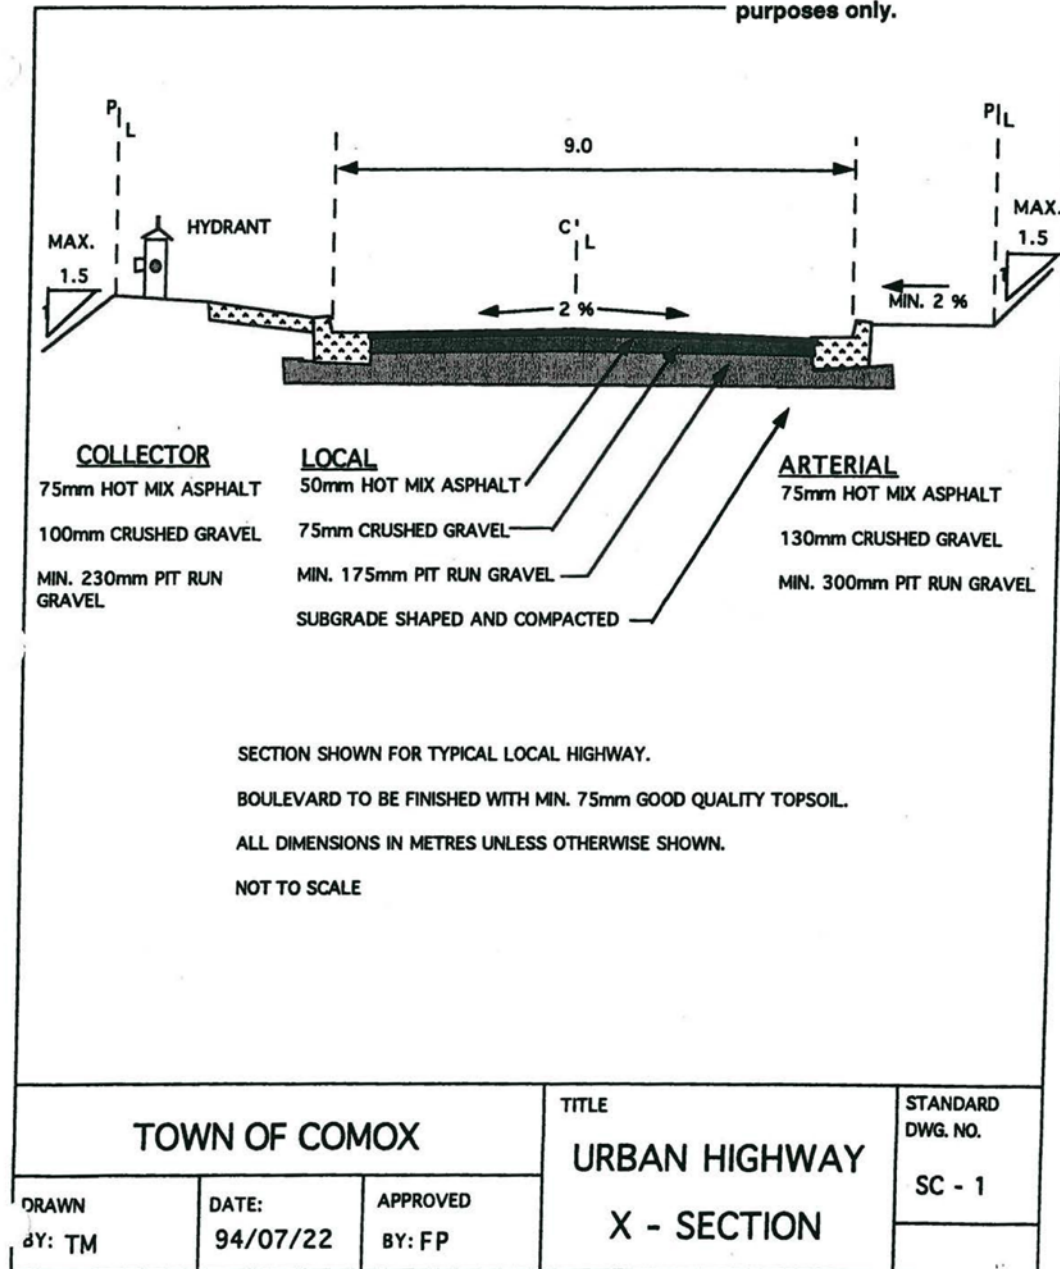 purposes only.
P L
P L
9.0
HYDRANT
C L
MAX.
1.5
MAX.
1.5
1
1
2 %
MIN. 2 %
COLLECTOR
75mm HOT MIX ASPHALT
100mm CRUSHED GRAVEL
MIN. 230mm PIT RUN
GRAVEL
LOCAL
50mm HOT MIX ASPHALT
75mm CRUSHED GRAVEL
MIN. 175mm PIT RUN GRAVEL
SUBGRADE SHAPED AND COMPACTED
ARTERIAL
75mm HOT MIX ASPHALT
130mm CRUSHED GRAVEL
MIN. 300mm PIT RUN GRAVEL
SECTION SHOWN FOR TYPICAL LOCAL HIGHWAY.
BOULEVARD TO BE FINISHED WITH MIN. 75mm GOOD QUALITY TOPSOIL.
ALL DIMENSIONS IN METRES UNLESS OTHERWISE SHOWN.
NOT TO SCALE
TOWN OF COMOX
DRAWN
BY: TM
DATE:
94/07/22
APPROVED
BY: FP
TITLE
URBAN HIGHWAY
X - SECTION
STANDARD
DWG. NO.
SC - 1